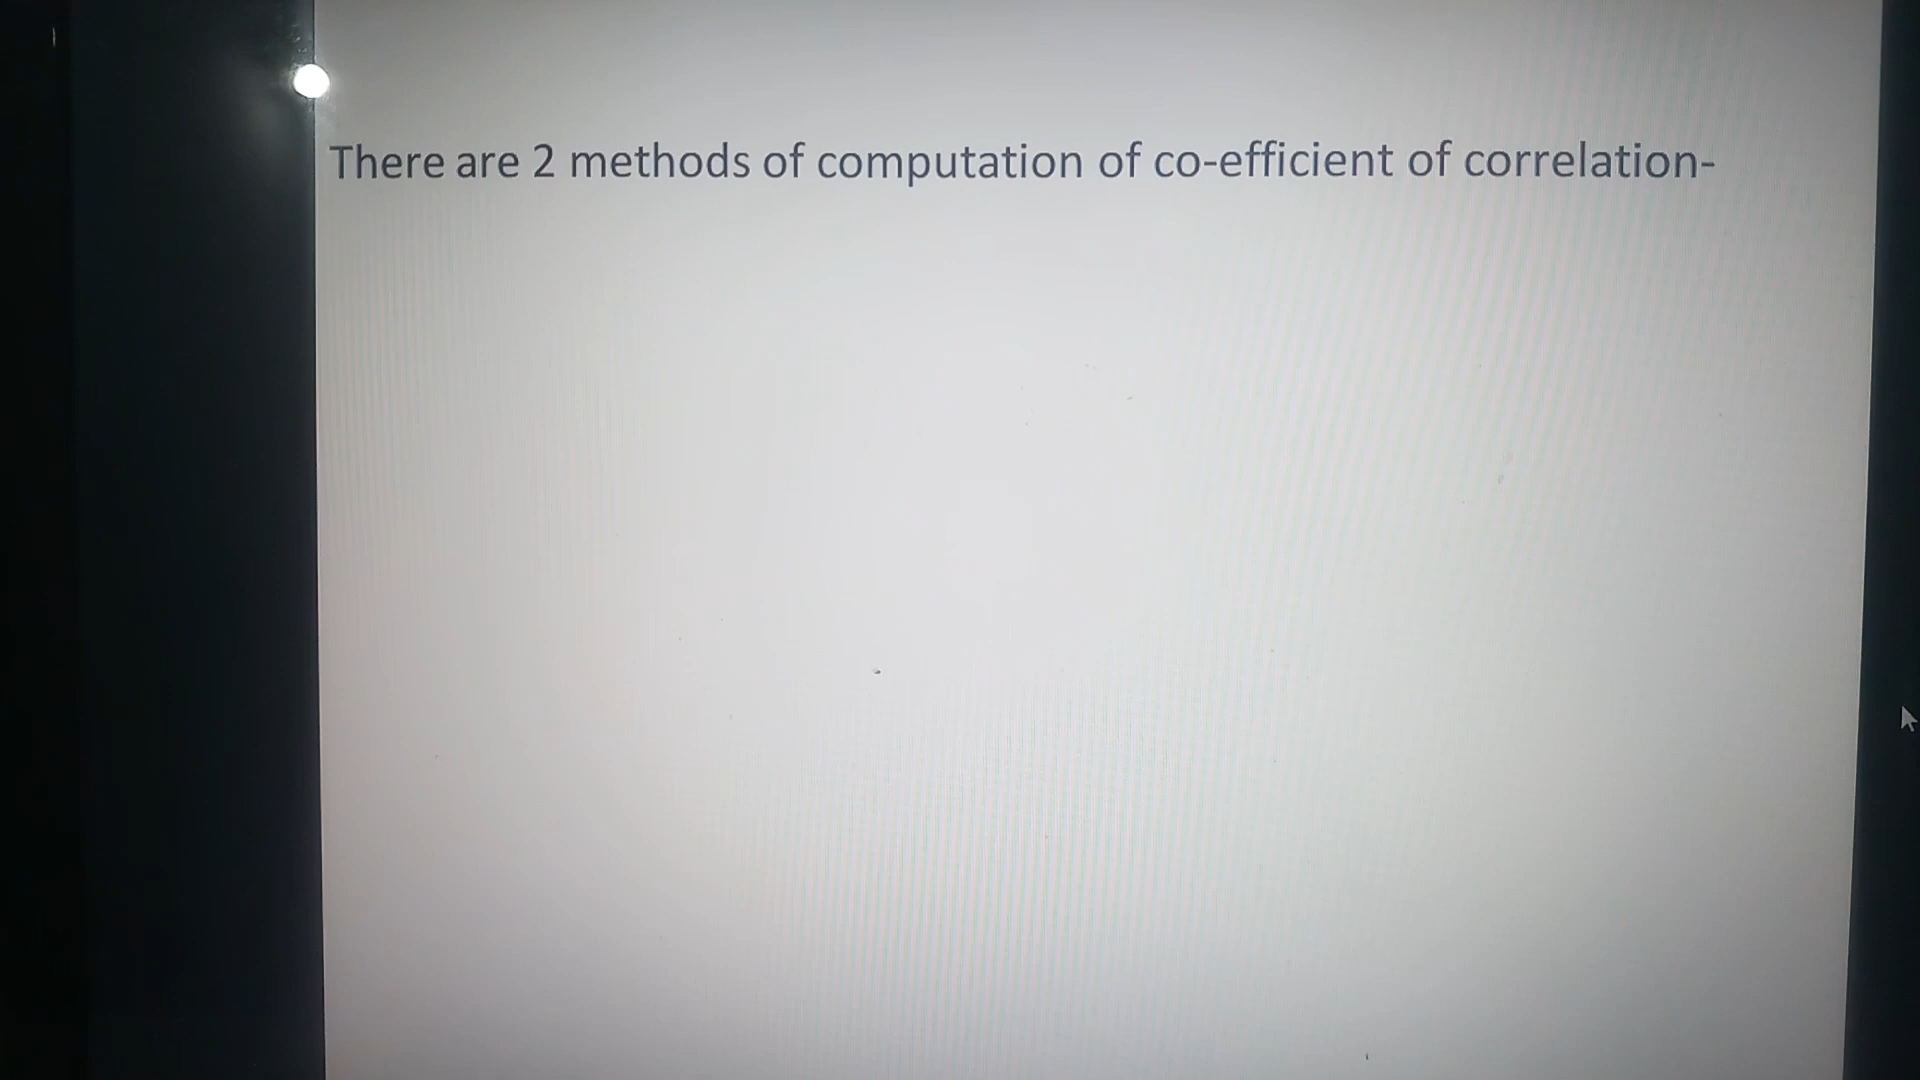 There are 2 methods of computation of co-efficient of correlation-